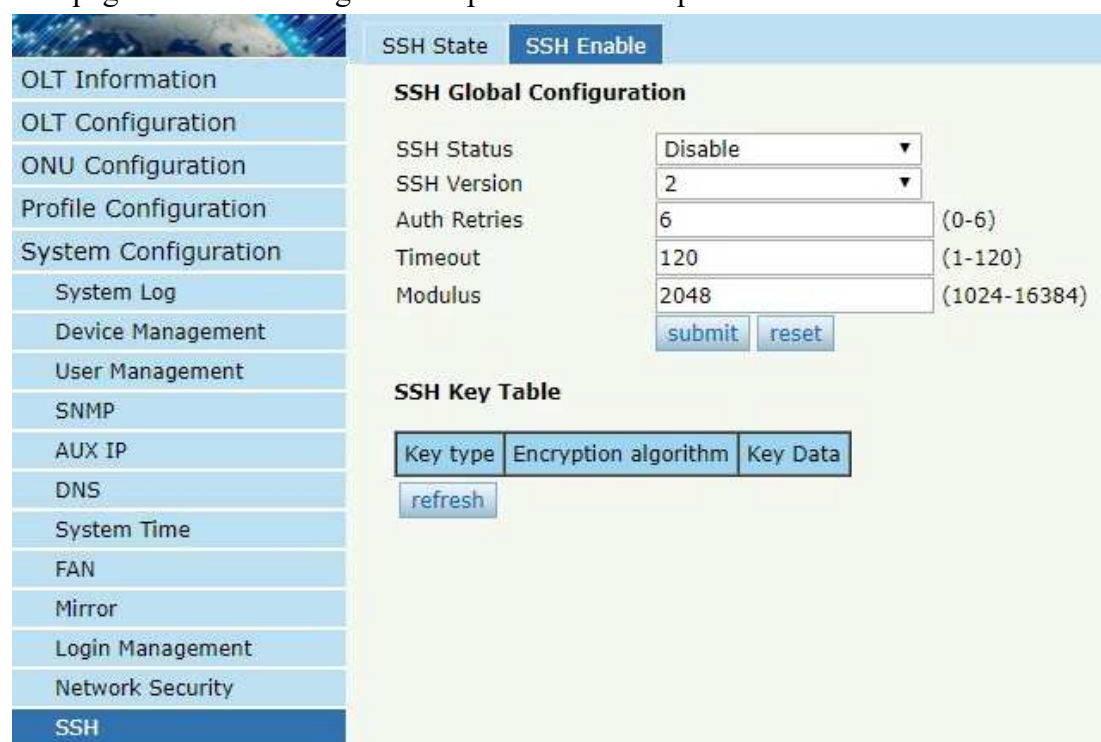 SSH State SSH Enable
OLT Information
OLT Configuration
ONU Configuration
Profile Configuration
System Configuration
System Log
Device Management
User Management
SNMP
AUX IP
DNS
System Time
FAN
Mirror
Login Management
Network Security
SSH
SSH Global Configuration
SSH Status Disable
SSH Version 2
Auth Retries 6 (0-6)
Timeout 120 (1-120)
Modulus 2048 (1024-16384)
submit reset
SSH Key Table
Key type Encryption algorithm Key Data
refresh